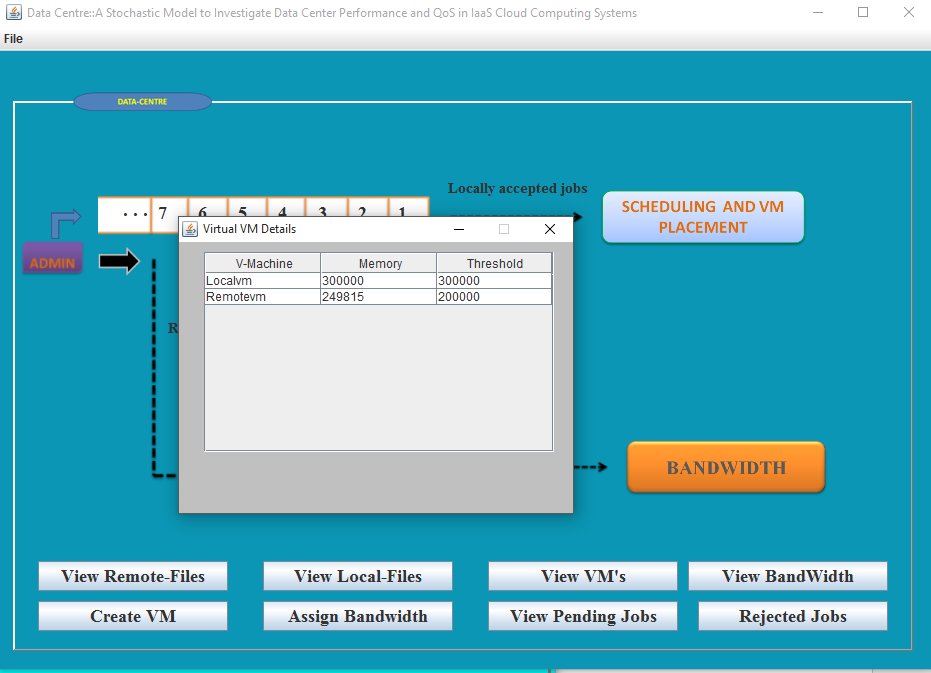 Data Centre::A Stochastic Model to Investigate Data Center Performance and QoS in IaaS Cloud Computing Systems
File
DATA-CENTRE
Locally accepted jobs
... 7 6 5 4 3 2 1
SCHEDULING AND VM
PLACEMENT
ADMIN
Virtual VM Details
V-Machine Memory Threshold
Localvm 300000 300000
Remotevm 249815 200000
R
BANDWIDTH
View Remote-Files View Local-Files View VM's View BandWidth
Create VM Assign Bandwidth View Pending Jobs Rejected Jobs